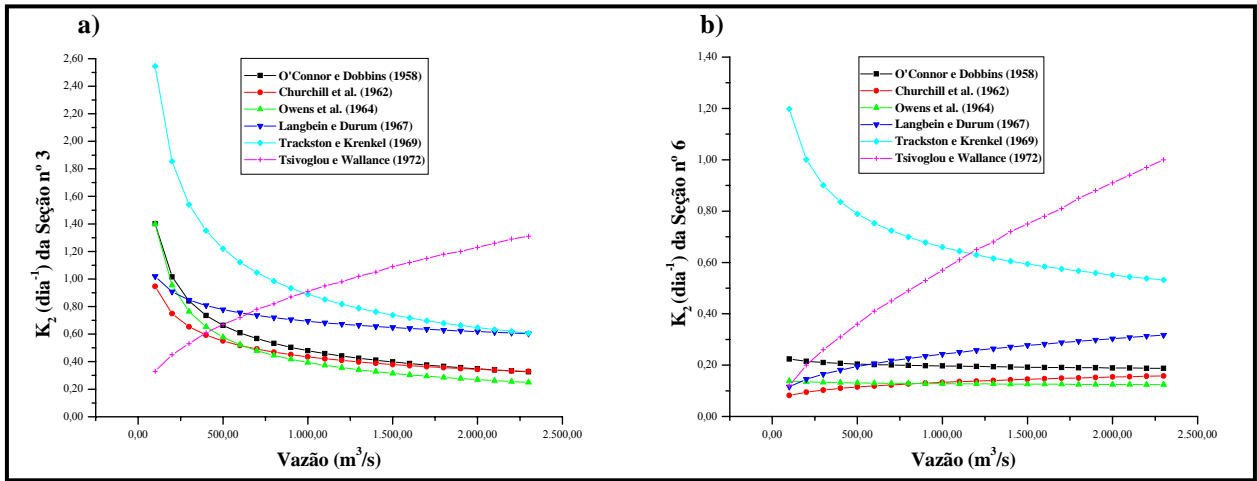 a)
K2 (dia-1) da Seção nº 3
2,60
2,40
2,20
2,00
1,80
1,60
1,40
1,20
1,00
0,80
0,60
0,40
0,20
0,00
O'Connor e Dobbins (1958)
Churchill et al. (1962)
Owens et al. (1964)
Langbein e Durum (1967)
Trackston e Krenkel (1969)
Tsivoglou e Wallance (1972)
0,00 500,00 1.000,00 1.500,00 2.000,00 2.500,00
Vazão (m³/s)
b)
K2 (dia-1) da Seção nº 6
1,40
1,20
1,00
0,80
0,60
0,40
0,20
0,00
O'Connor e Dobbins (1958)
Churchill et al. (1962)
Owens et al. (1964)
Langbein e Durum (1967)
Trackston e Krenkel (1969)
Tsivoglou e Wallance (1972)
0,00 500,00 1.000,00 1.500,00 2.000,00 2.500,00
Vazão (m³/s)